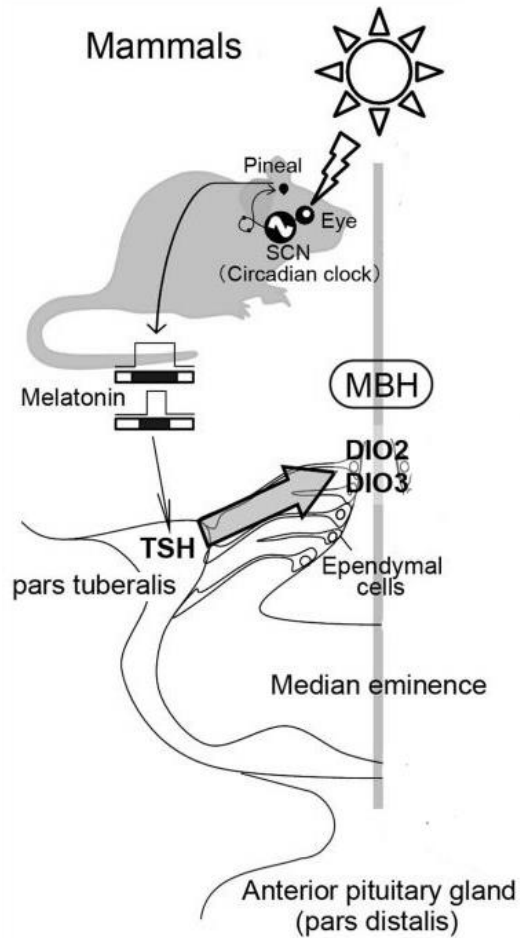 Mammals
Pineal
Eye
SCN
(Circadian clock)
Melatonin
MBH
DIO2
DIO3
TSH
pars tuberalis
Ependymal
cells
Median eminence
Anterior pituitary gland
(pars distalis)